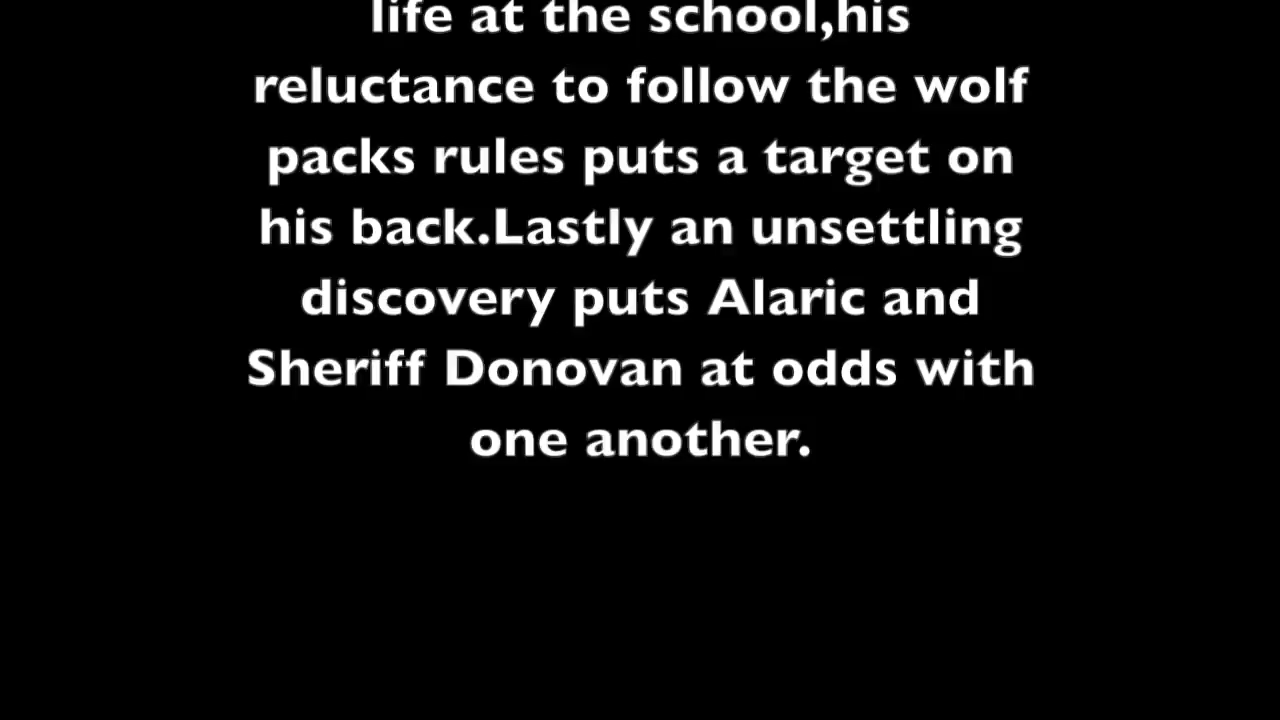 life at the school,his
reluctance to follow the wolf
packs rules puts a target on
his back.Lastly an unsettling
discovery puts Alaric and
Sheriff Donovan at odds with
one another.